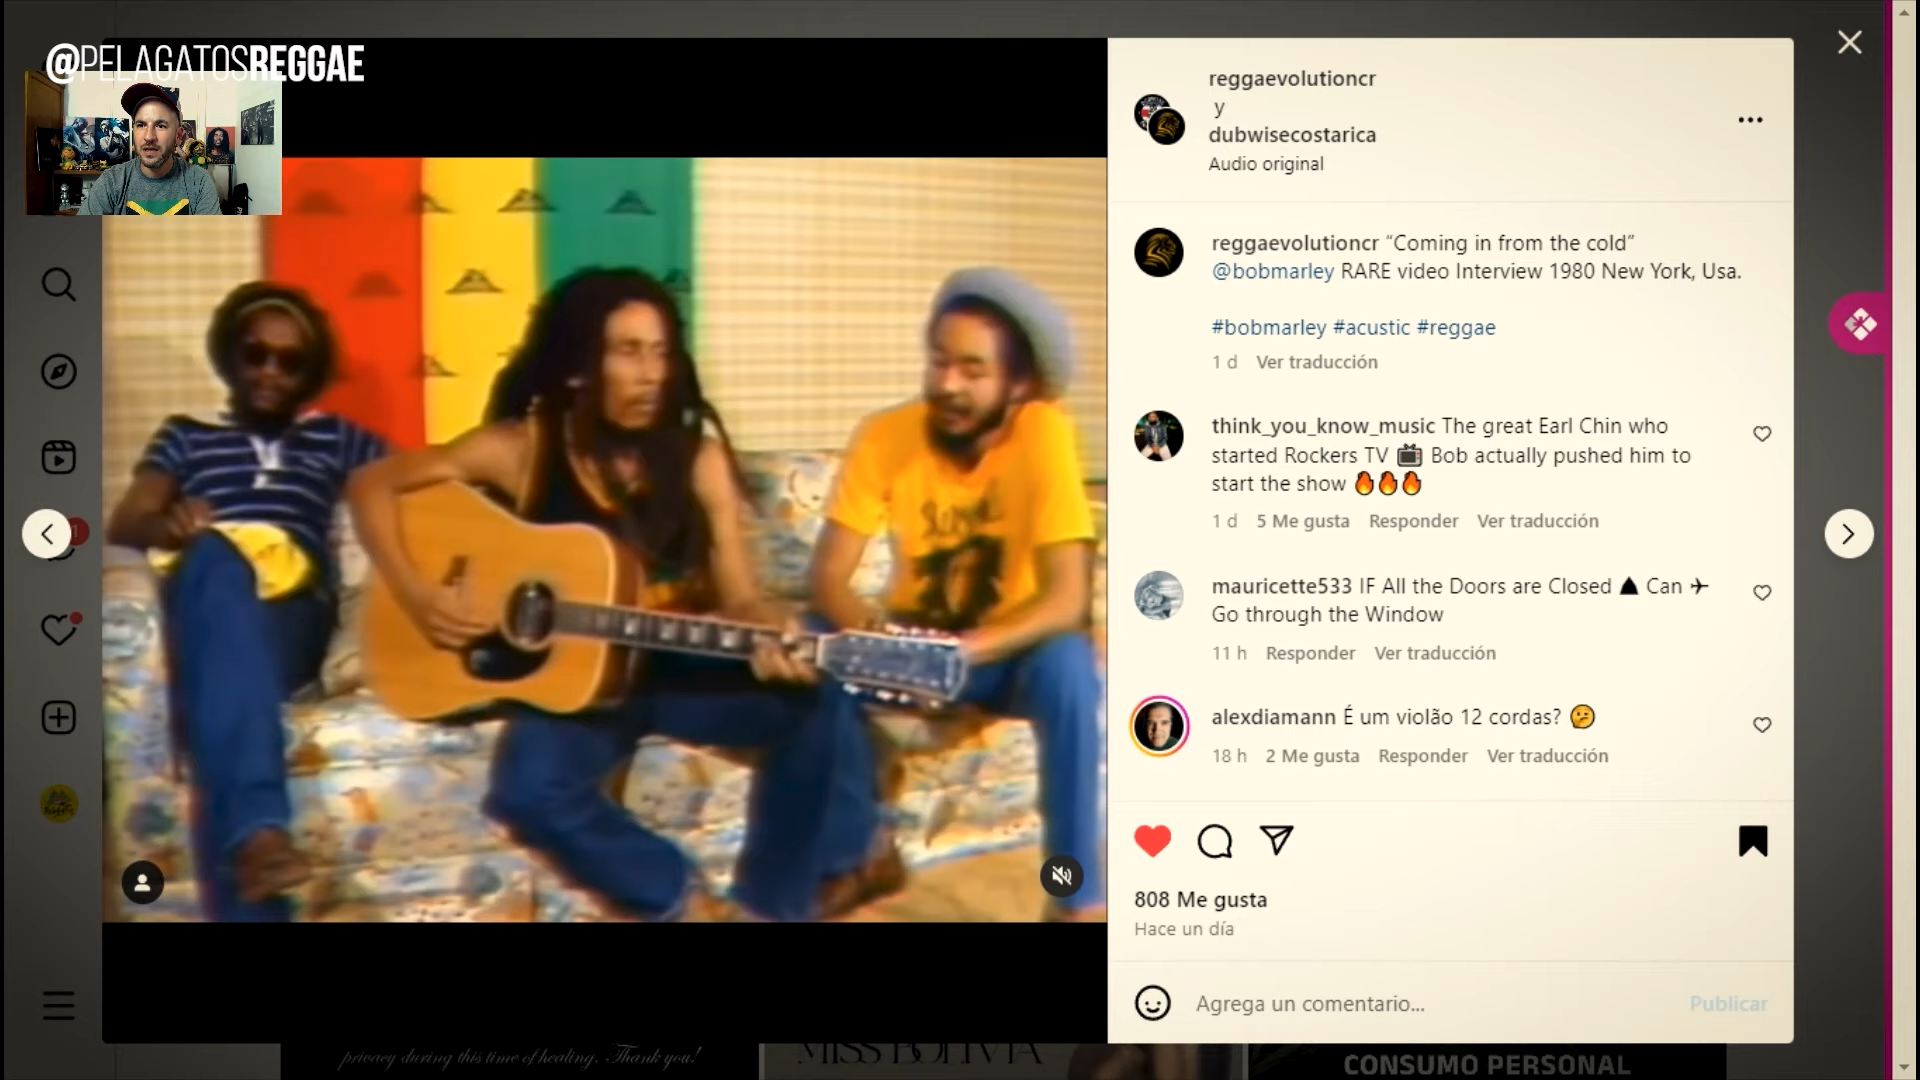 @PELAGATOSREGGAE
reggaevolutioncr
y
dubwisecostarica
Audio original
reggaevolutioncr “Coming in from the cold”
@bobmarley RARE video Interview 1980 New York, Usa.
#bobmarley #acustic #reggae
1 d Ver traducción
think_you_know_music The great Earl Chin who
started Rockers TV 📺 Bob actually pushed him to
start the show 🔥🔥🔥
1 d 5 Me gusta Responder Ver traducción
mauricette533 IF All the Doors are Closed ▲ Can ✈
Go through the Window
11 h Responder Ver traducción
1
alexdiamann É um violão 12 cordas? 🫤
18 h 2 Me gusta Responder Ver traducción
808 Me gusta
Hace un día
Agrega un comentario...
Publicar
privacy during this time of healing. Thank you!
MISS BOLIVIA
CONSUMO PERSONAL